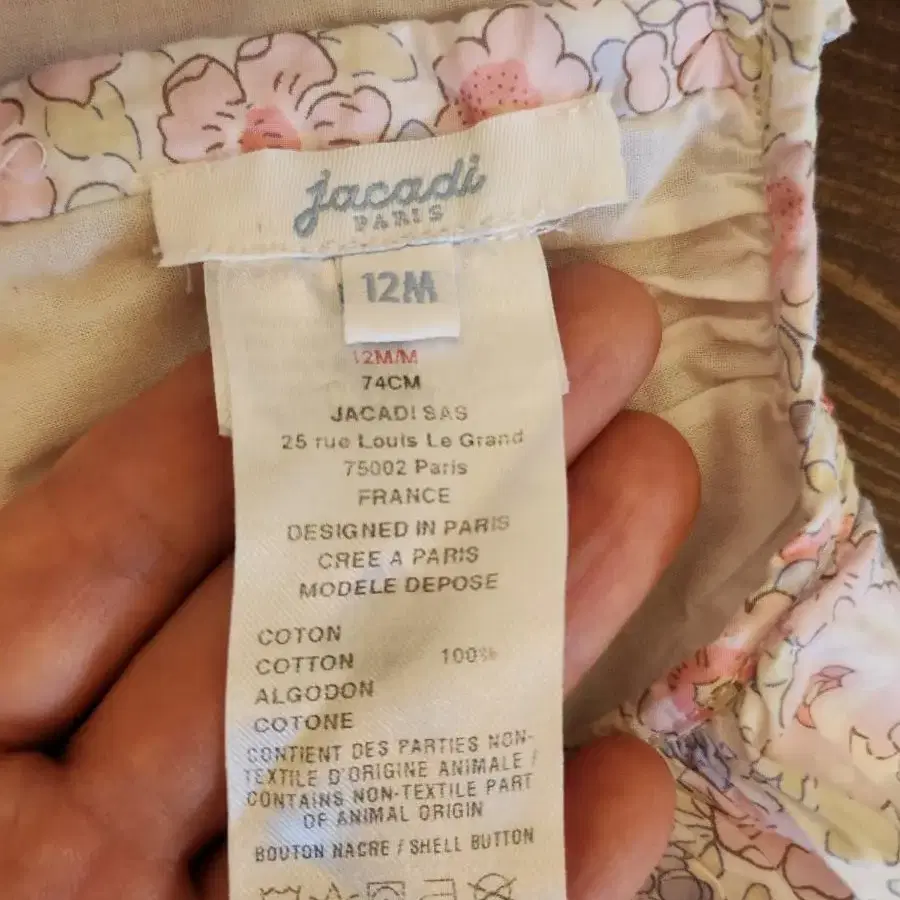 jacadi
PARIS
12M
12M/M
74CM
JACADI SAS
25 rue Louis Le Grand
75002 Paris
FRANCE
DESIGNED IN PARIS
CREE A PARIS
MODELE DEPOSE
COTON
COTTON 100%
ALGODON
COTONE
CONTIENT DES PARTIES NON-
TEXTILE D'ORIGINE ANIMALE /
CONTAINS NON-TEXTILE PART
OF ANIMAL ORIGIN
BOUTON NACRE / SHELL BUTTON